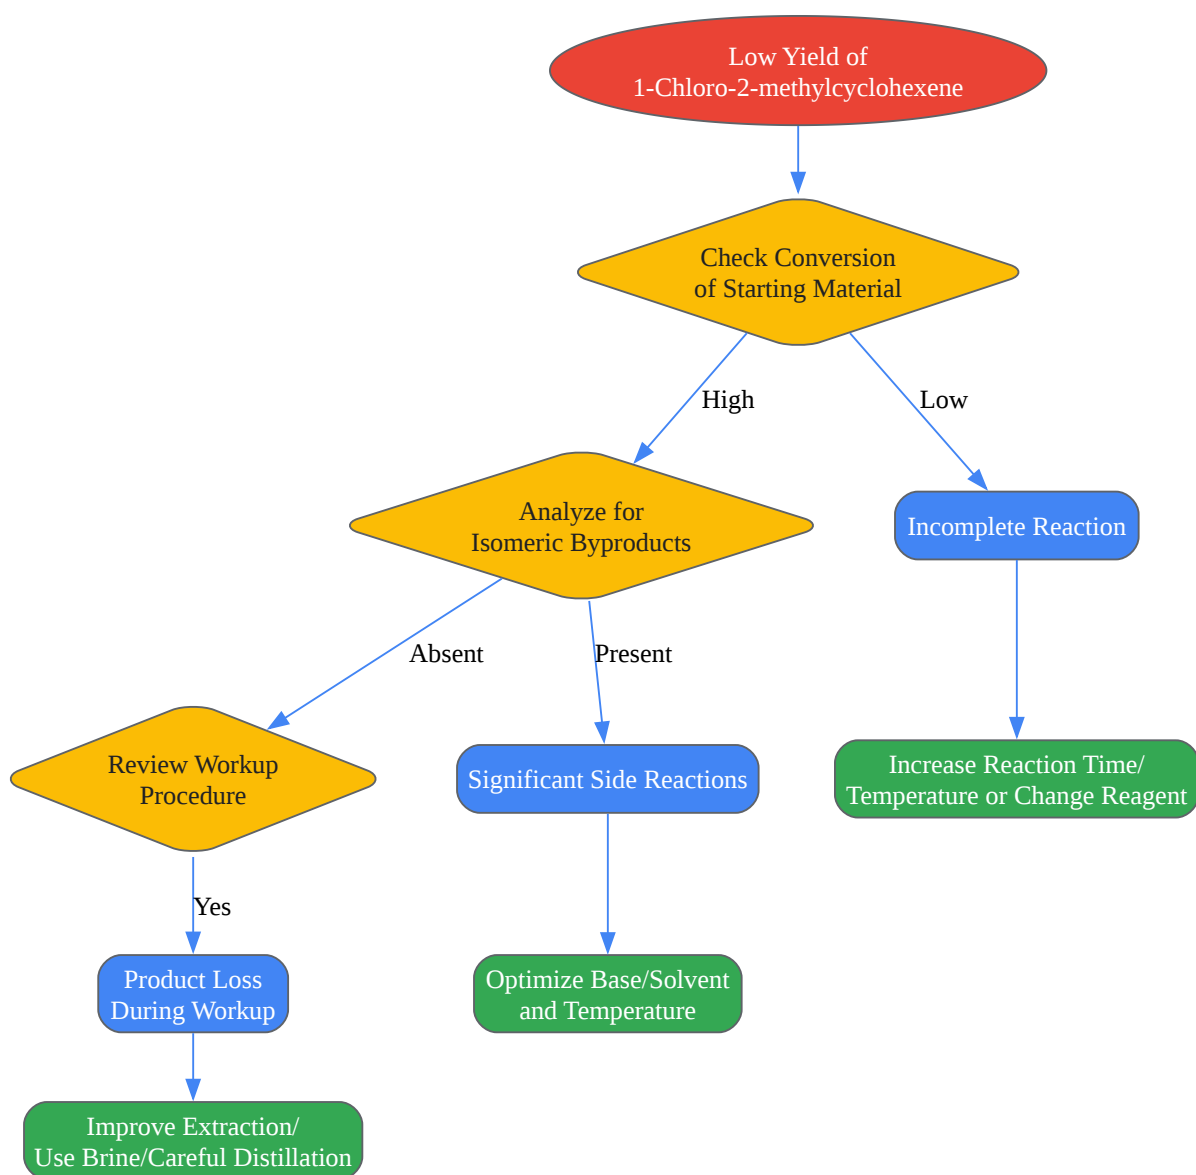 Low Yield of
1-Chloro-2-methylcyclohexene
Check Conversion
of Starting Material
High
Low
Analyze for
Isomeric Byproducts
Incomplete Reaction
Absent
Present
Review Workup
Procedure
Significant Side Reactions
Increase Reaction Time/
Temperature or Change Reagent
Yes
Product Loss
During Workup
Optimize Base/Solvent
and Temperature
Improve Extraction/
Use Brine/Careful Distillation